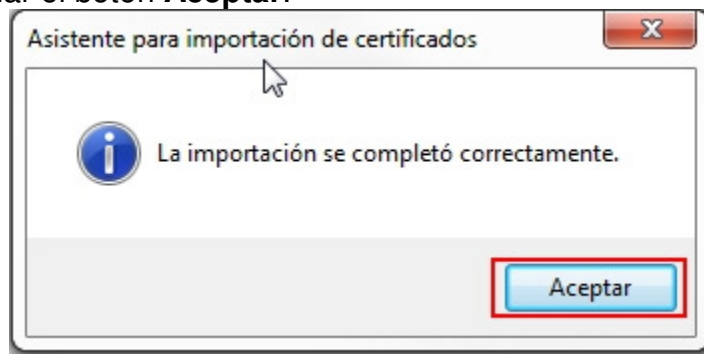 el botón Aceptar.
Asistente para importación de certificados
La importación se completó correctamente.
Aceptar